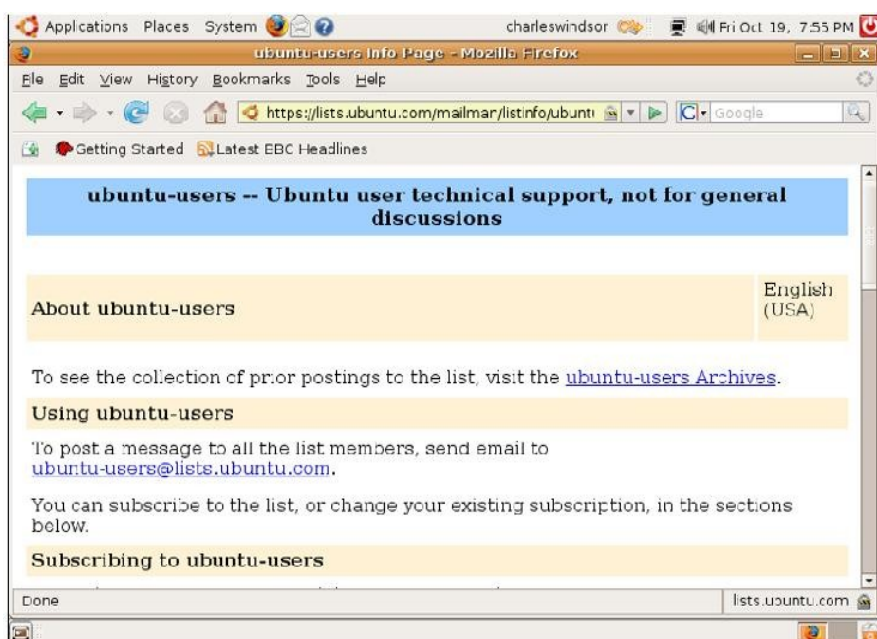 Applications Places System charleswindsor Fri Oct 19, 7:55 PM
ubuntu-users Info Page - Mozilla Firefox
File Edit View History Bookmarks Tools Help
https://lists.ubuntu.com/mailman/listinfo/ubunt Google
Getting Started Latest BBC Headlines
ubuntu-users -- Ubuntu user technical support, not for general
discussions
About ubuntu-users
English
(USA)
To see the collection of prior postings to the list, visit the ubuntu-users Archives.
Using ubuntu-users
To post a message to all the list members, send email to
ubuntu-users@lists.ubuntu.com.
You can subscribe to the list, or change your existing subscription, in the sections
below.
Subscribing to ubuntu-users
Done lists.ubuntu.com